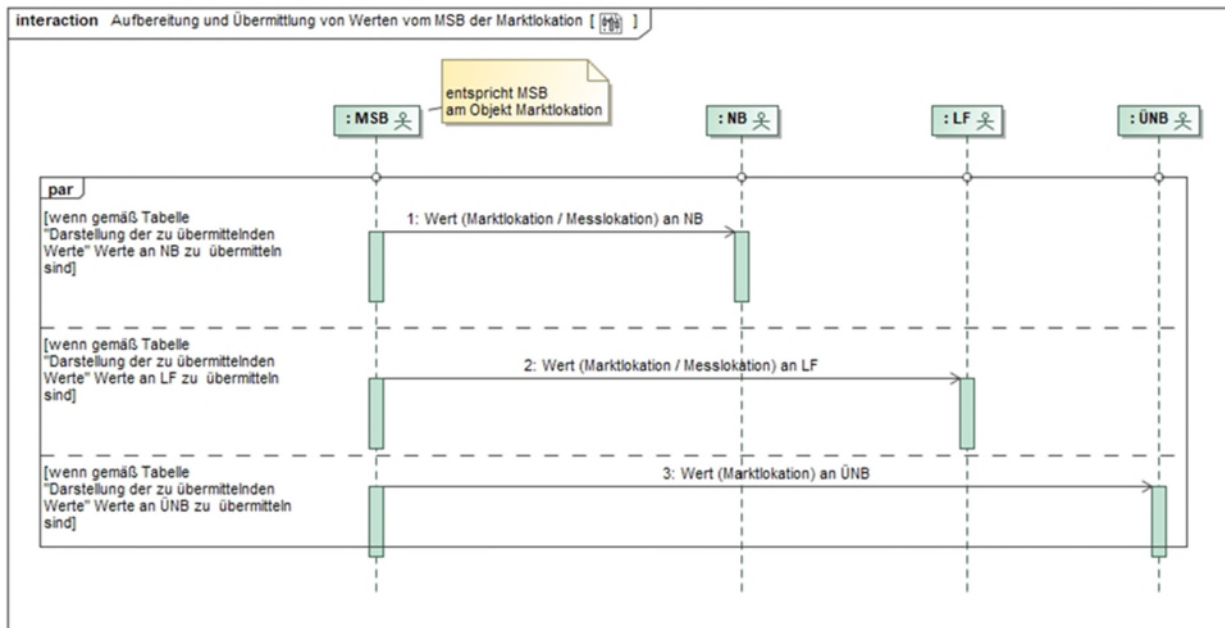 interaction Aufbereitung und Übermittlung von Werten vom MSB der Marktlokation [ ]
entspricht MSB
am Objekt Marktlokation
: MSB
: NB
: LF
: ÜNB
par
[wenn gemäß Tabelle
"Darstellung der zu übermittelnden
Werte" Werte an NB zu übermitteln
sind]
1: Wert (Marktlokation / Messlokation) an NB
[wenn gemäß Tabelle
"Darstellung der zu übermittelnden
Werte" Werte an LF zu übermitteln
sind]
2: Wert (Marktlokation / Messlokation) an LF
[wenn gemäß Tabelle
"Darstellung der zu übermittelnden
Werte" Werte an ÜNB zu übermitteln
sind]
3: Wert (Marktlokation) an ÜNB